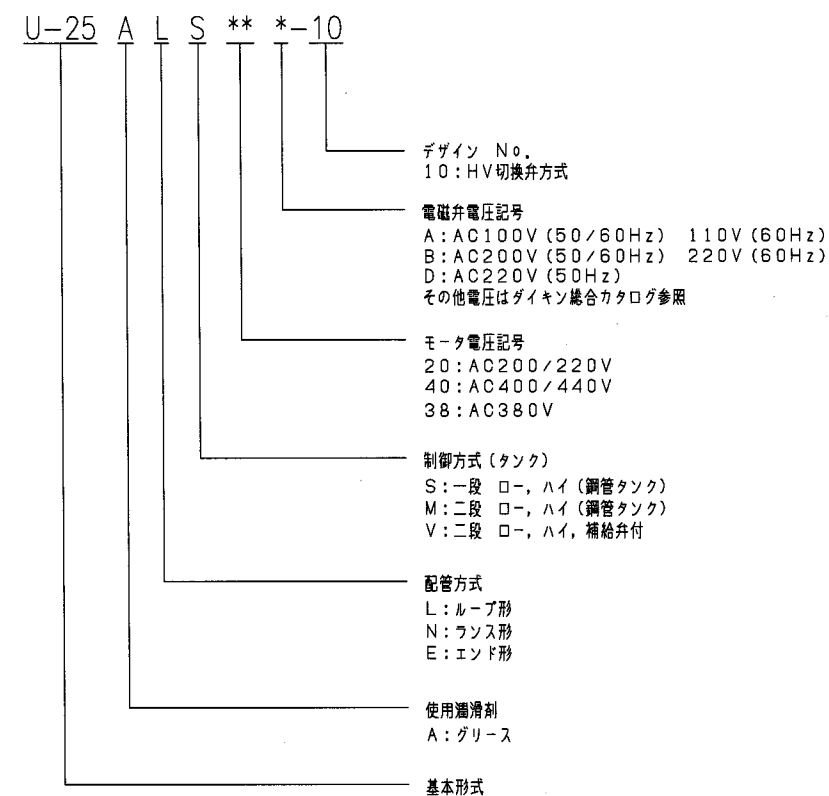 U-25 A L S ** *-10
デザイン No.
10:HV切換弁方式
電磁弁電圧記号
A:AC100V(50/60Hz) 110V(60Hz)
B:AC200V(50/60Hz) 220V(60Hz)
D:AC220V(50Hz)
その他電圧はダイキン総合カタログ参照
モータ電圧記号
20:AC200/220V
40:AC400/440V
38:AC380V
制御方式(タンク)
S:一段 ロー,ハイ(鋼管タンク)
M:二段 ロー,ハイ(鋼管タンク)
V:二段 ロー,ハイ,補給弁付
配管方式
L:ループ形
N:ランス形
E:エンド形
使用潤滑剤
A:グリース
基本形式